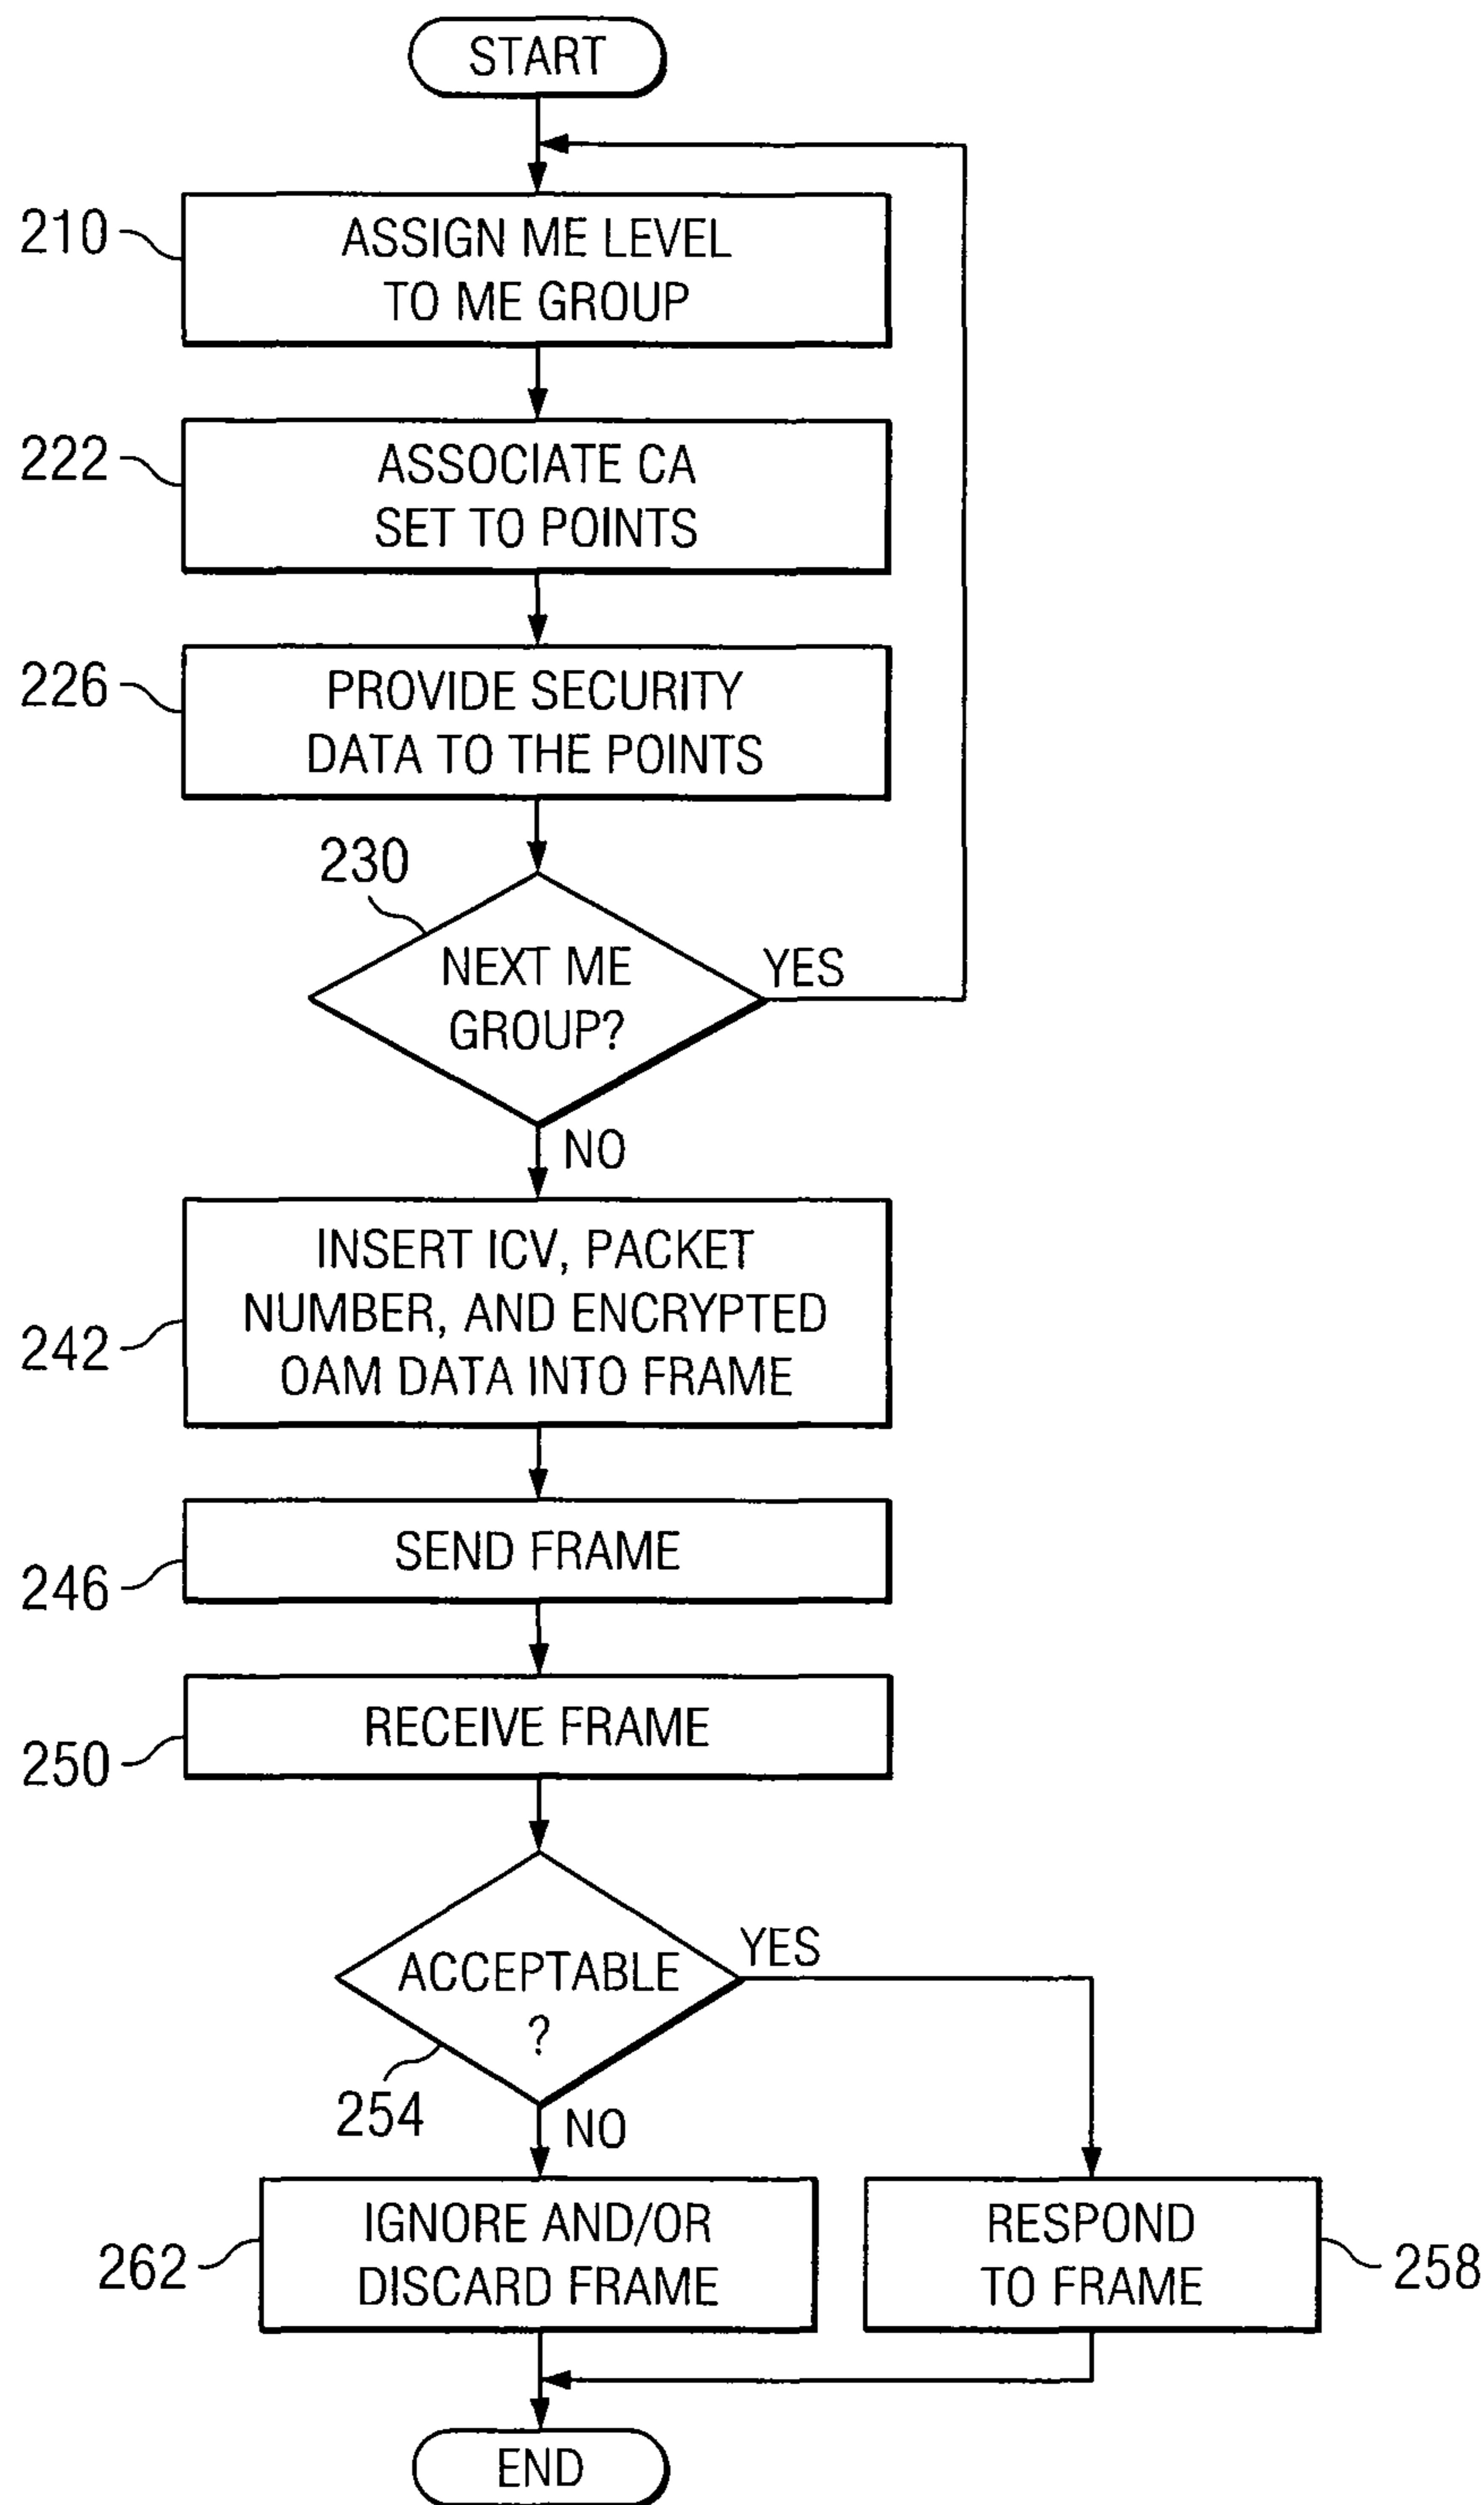 START
210
ASSIGN ME LEVEL
TO ME GROUP
222
ASSOCIATE CA
SET TO POINTS
226
PROVIDE SECURITY
DATA TO THE POINTS
230
NEXT ME
GROUP?
YES
NO
242
INSERT ICV, PACKET
NUMBER, AND ENCRYPTED
OAM DATA INTO FRAME
246
SEND FRAME
250
RECEIVE FRAME
254
ACCEPTABLE
?
YES
NO
262
IGNORE AND/OR
DISCARD FRAME
RESPOND
TO FRAME
258
END